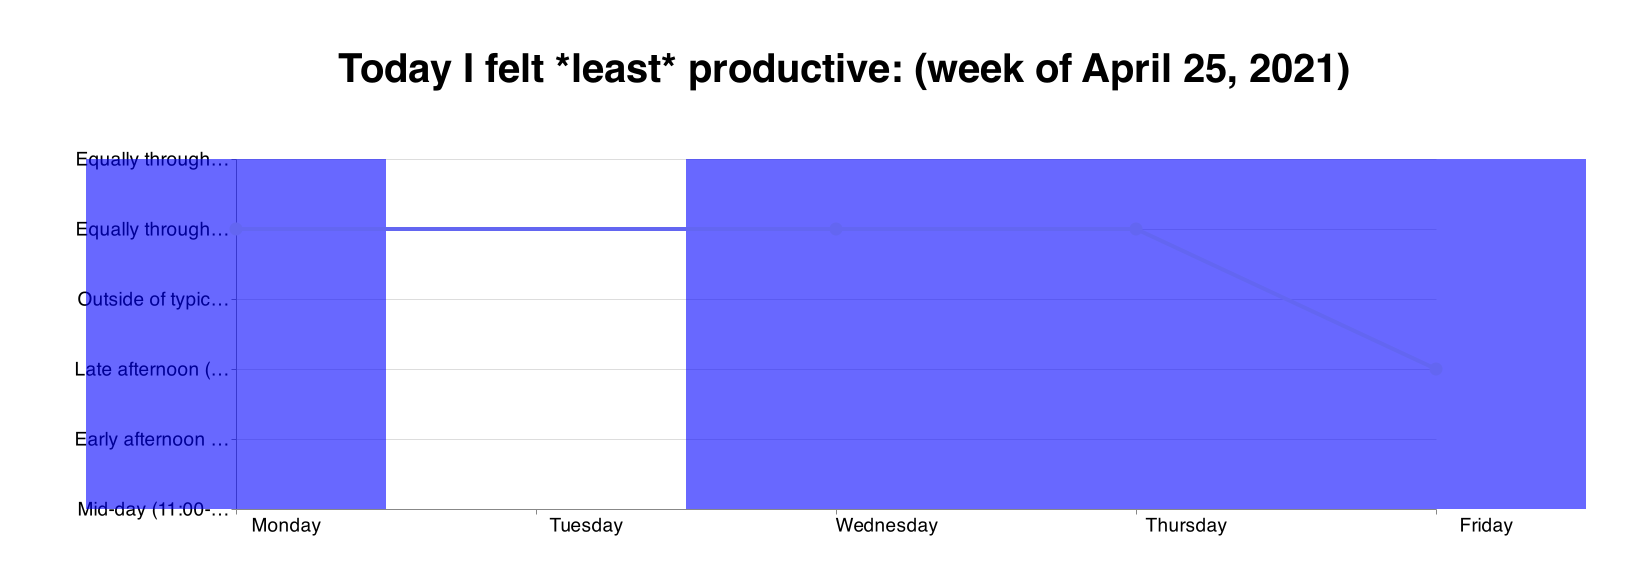 Today I felt *least* productive: (week of April 25, 2021)
Equally through…
Equally through…
Outside of typic…
Late afternoon (…
Early afternoon …
Mid-day (11:00-…
Monday Tuesday Wednesday Thursday Friday